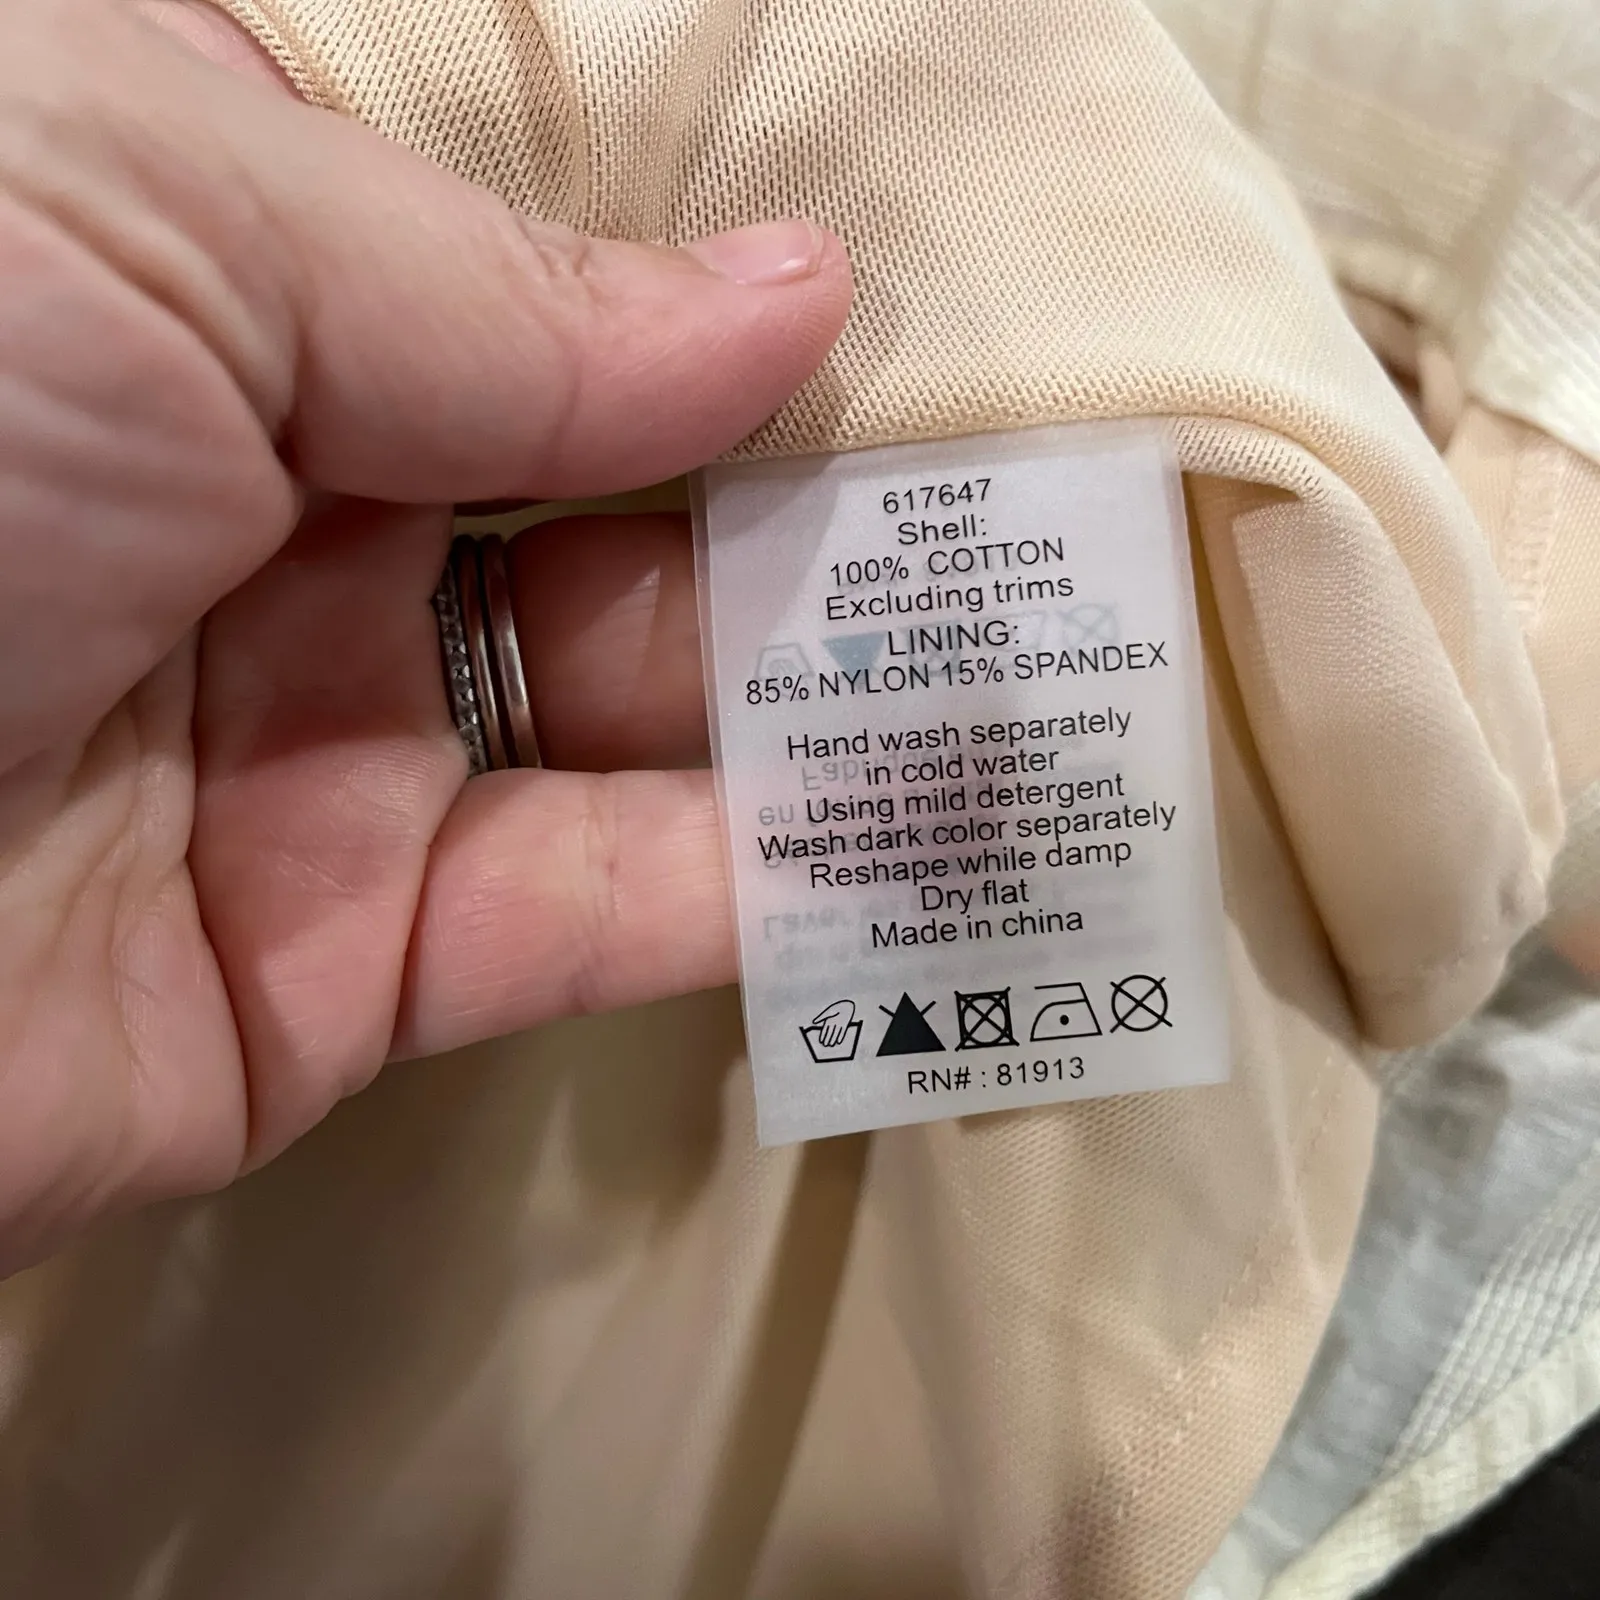 617647
Shell:
100% COTTON
Excluding trims
LINING:
85% NYLON 15% SPANDEX
Hand wash separately
in cold water
Using mild detergent
Wash dark color separately
Reshape while damp
Dry flat
Made in china
RN# : 81913